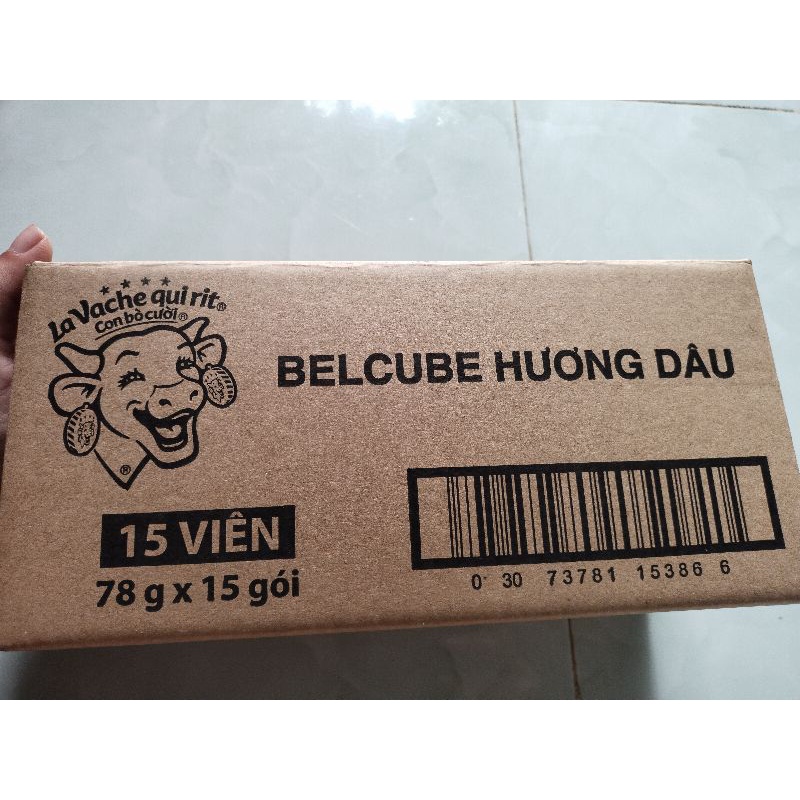 La Vache qui rit®
Con bò cười®
®
BELCUBE HƯƠNG DÂU
15 VIÊN
78 g x 15 gói
0 30 73781 15386 6